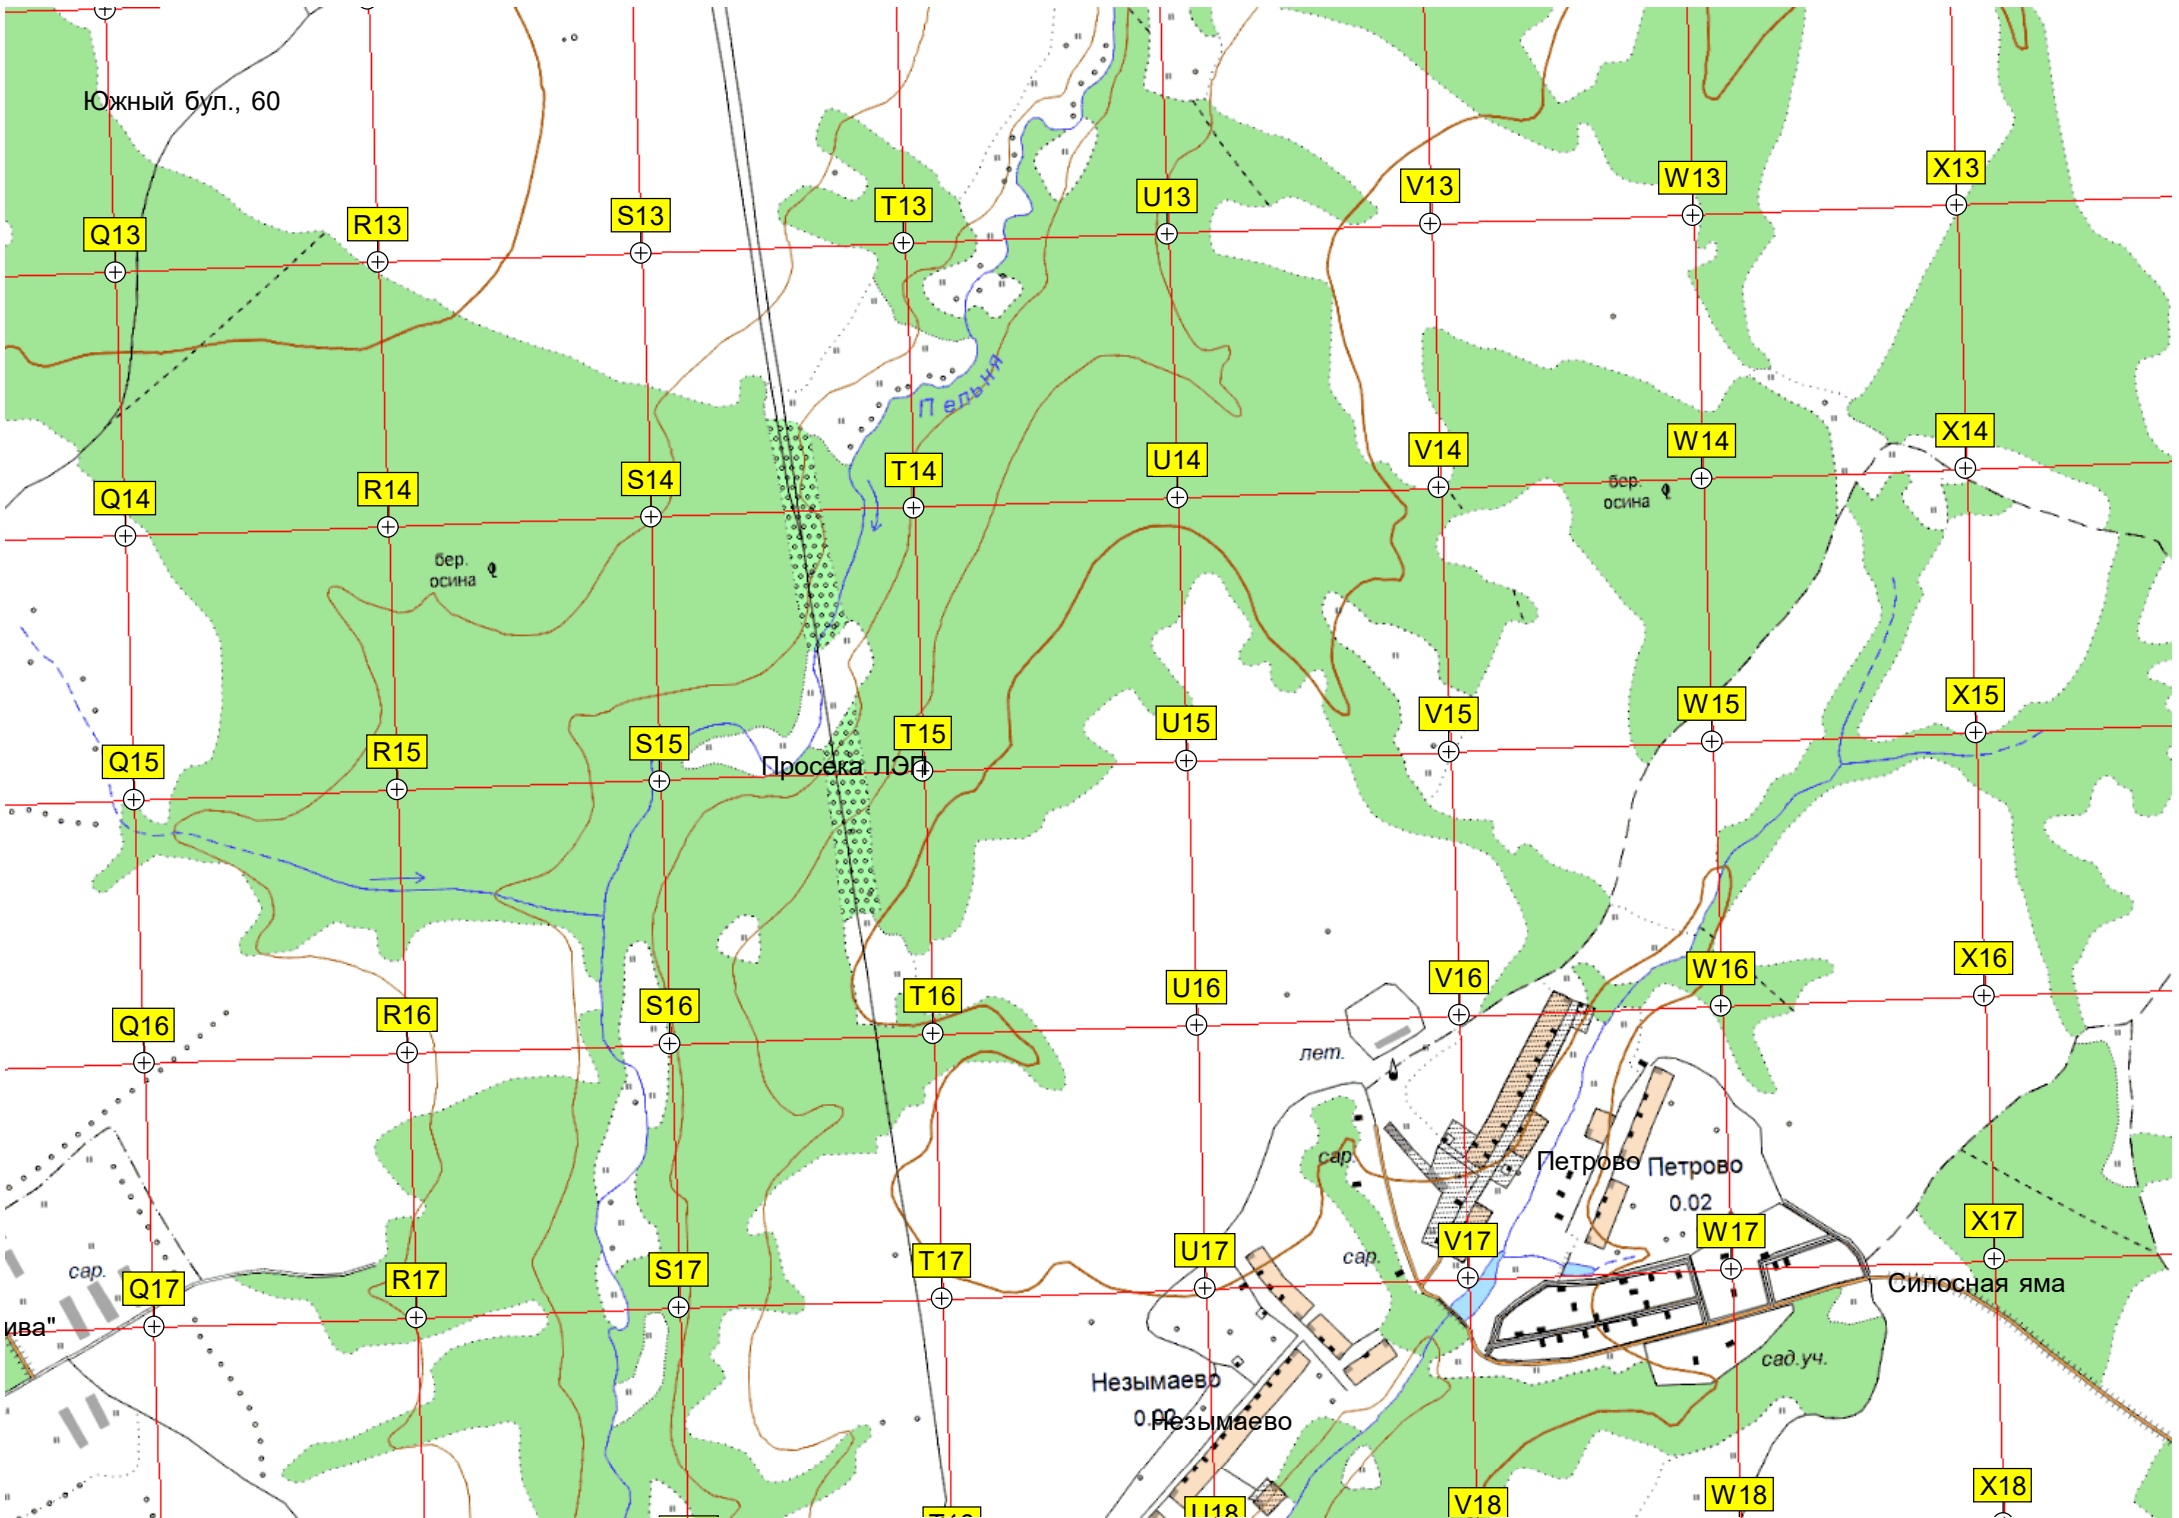 Южный бул., 60
Q13
R13
S13
T13
U13
V13
W13
X13
Пельня
Q14
R14
S14
T14
U14
V14
W14
X14
бер.
осина
бер.
осина
Q15
R15
S15
T15
U15
V15
W15
X15
Просека ЛЭП
Q16
R16
S16
T16
U16
V16
W16
X16
лет.
сар.
Петрово
Петрово
0.02
сар.
сар.
Q17
R17
S17
T17
U17
V17
W17
X17
Силосная яма
ива"
сад.уч.
Незымаево
0.02
Незымаево
U18
V18
W18
X18